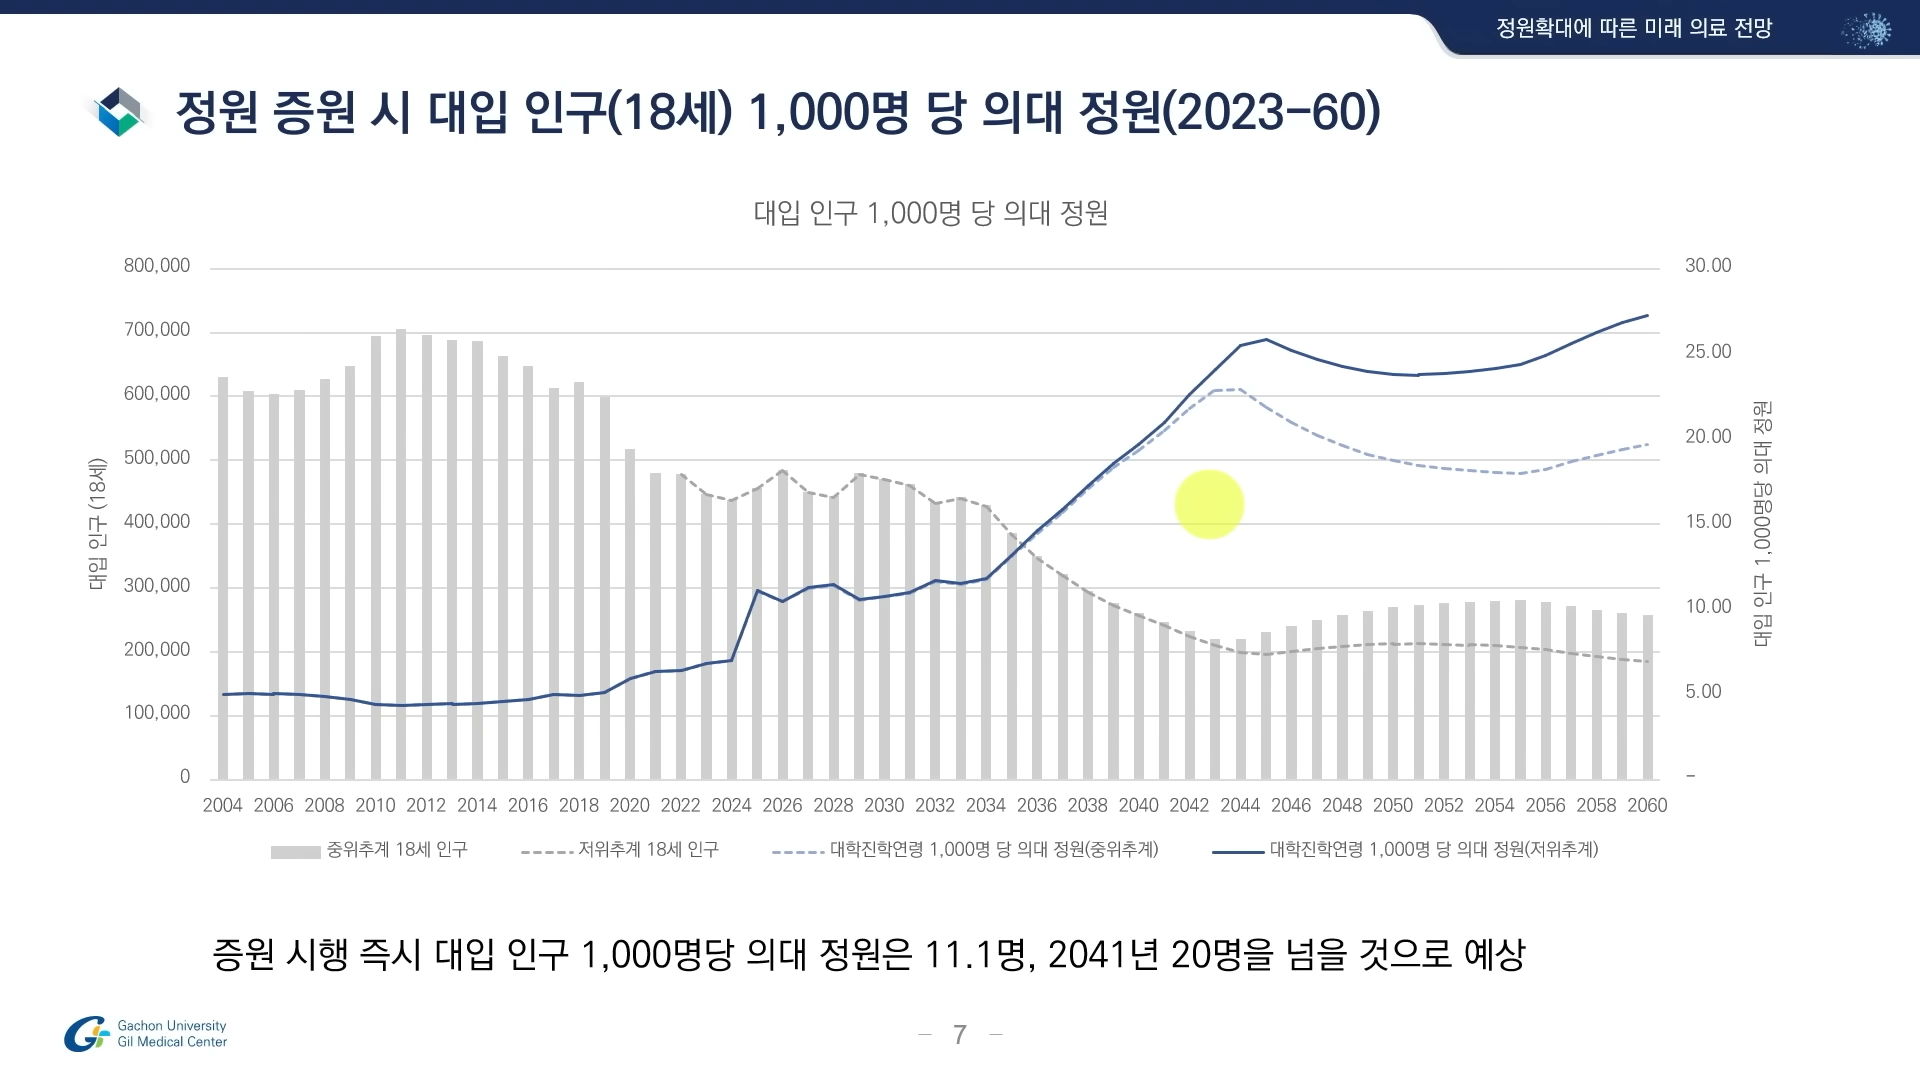 정원확대에 따른 미래 의료 전망
정원 증원 시 대입 인구(18세) 1,000명 당 의대 정원(2023-60)
대입 인구 1,000명 당 의대 정원
800,000
700,000
600,000
500,000
400,000
300,000
200,000
100,000
0
대입 인구 (18세)
30.00
25.00
20.00
15.00
10.00
5.00
–
대입 인구 1,000명당 의대 정원
2004 2006 2008 2010 2012 2014 2016 2018 2020 2022 2024 2026 2028 2030 2032 2034 2036 2038 2040 2042 2044 2046 2048 2050 2052 2054 2056 2058 2060
중위추계 18세 인구 저위추계 18세 인구 대학진학연령 1,000명 당 의대 정원(중위추계) 대학진학연령 1,000명 당 의대 정원(저위추계)
증원 시행 즉시 대입 인구 1,000명당 의대 정원은 11.1명, 2041년 20명을 넘을 것으로 예상
Gachon University
Gil Medical Center
– 7 –